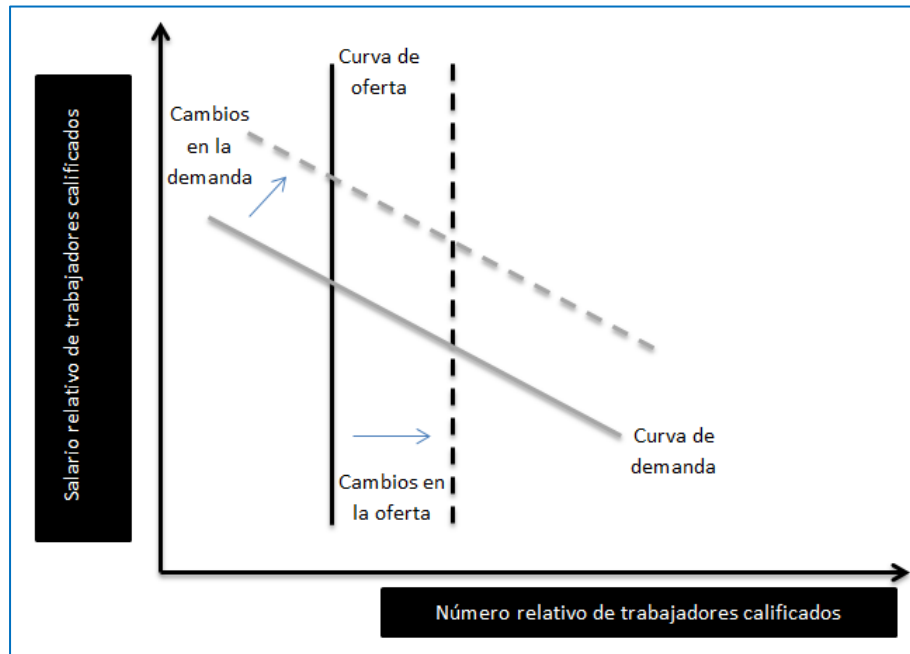 Salario relativo de trabajadores calificados
Cambios
en la
demanda
Curva de
oferta
Cambios en
la oferta
Curva de
demanda
Número relativo de trabajadores calificados